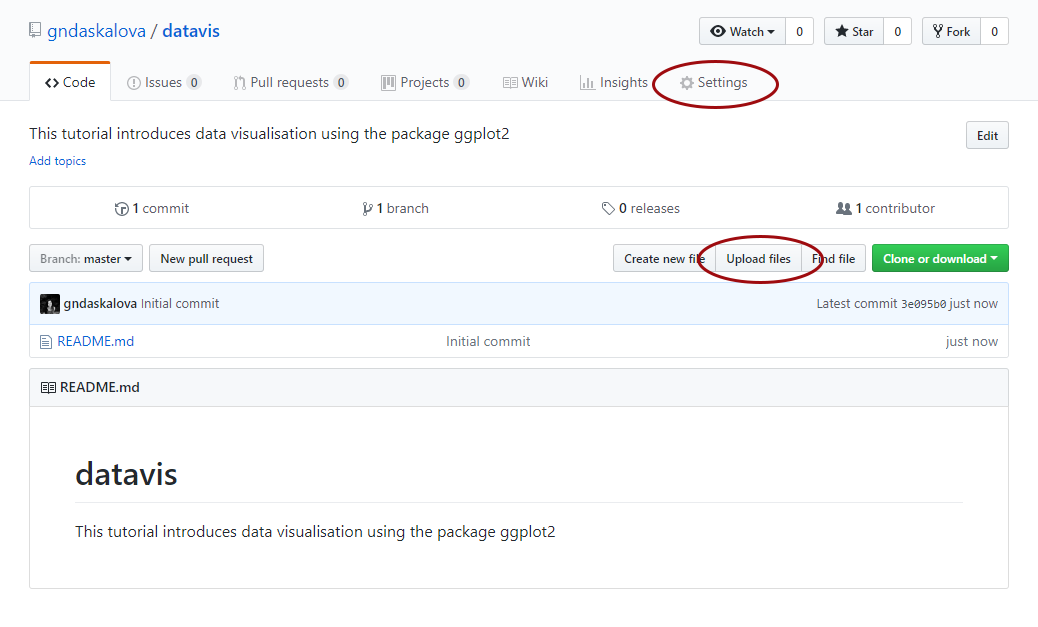 gndaskalova / datavis Watch 0 Star 0 Fork 0
Code Issues 0 Pull requests 0 Projects 0 Wiki Insights Settings
This tutorial introduces data visualisation using the package ggplot2 Edit
Add topics
1 commit 1 branch 0 releases 1 contributor
Branch: master New pull request Create new file Upload files Find file Clone or download
gndaskalova Initial commit Latest commit 3e095b0 just now
README.md Initial commit just now
README.md
datavis
This tutorial introduces data visualisation using the package ggplot2